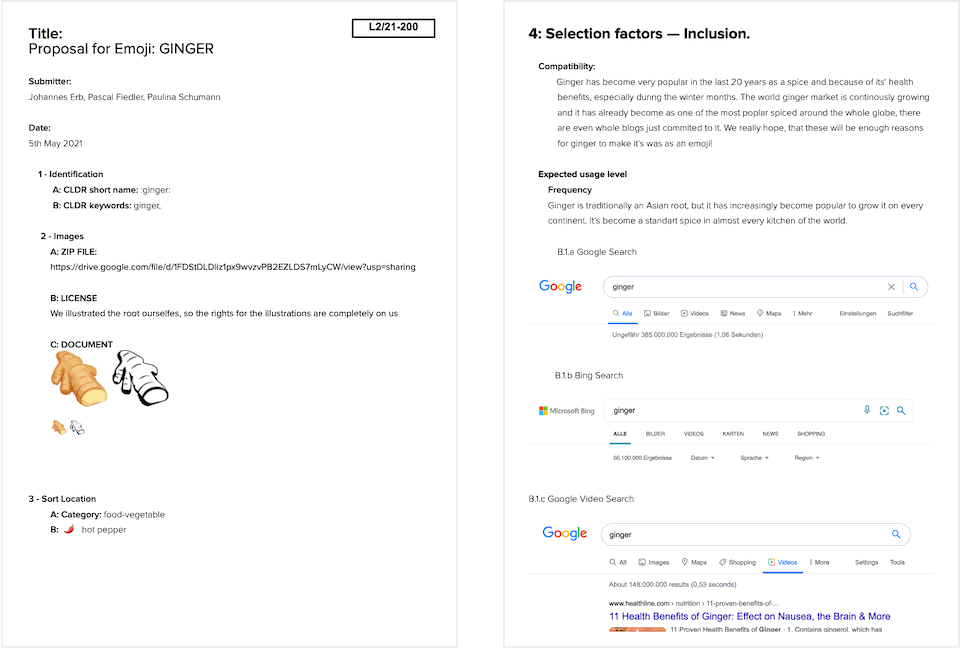 L2/21-200
Title:
Proposal for Emoji: GINGER
Submitter:
Johannes Erb, Pascal Fiedler, Paulina Schumann
Date:
5th May 2021
1 - Identification
A: CLDR short name: :ginger:
B: CLDR keywords: ginger,
2 - Images
A: ZIP FILE:
https://drive.google.com/file/d/1FDStDLDliz1px9wvzvPB2EZLDS7mLyCW/view?usp=sharing
B: LICENSE
We illustrated the root ourselfes, so the rights for the illustrations are completely on us
C: DOCUMENT
3 - Sort Location
A: Category: food-vegetable
B: 🌶️ hot pepper
4: Selection factors — Inclusion.
Compatibility:
Ginger has become very popular in the last 20 years as a spice and because of its' health
benefits, especially during the winter months. The world ginger market is continously growing
and it has already become as one of the most poplar spiced around the whole globe, there
are even whole blogs just commited to it. We really hope, that these will be enough reasons
for ginger to make it's was as an emoji!
Expected usage level
Frequency
Ginger is traditionally an Asian root, but it has increasingly become popular to grow it on every
continent. It's become a standart spice in almost every kitchen of the world.
B.1.a Google Search
Google ginger
Alle Bilder Videos News Maps Mehr Einstellungen Suchfilter
Ungefähr 385.000.000 Ergebnisse (1,06 Sekunden)
B.1.b Bing Search
Microsoft Bing ginger
ALLE BILDER VIDEOS KARTEN NEWS SHOPPING
56.100.000 Ergebnisse Datum Sprache Region
B.1.c Google Video Search
Google ginger
All Images Maps Shopping Videos More Settings Tools
About 148.000.000 results (0,53 seconds)
www.healthline.com › nutrition › 11-proven-benefits-of-...
11 Health Benefits of Ginger: Effect on Nausea, the Brain & More
11 Proven Health Benefits of Ginger · 1. Contains gingerol, which has